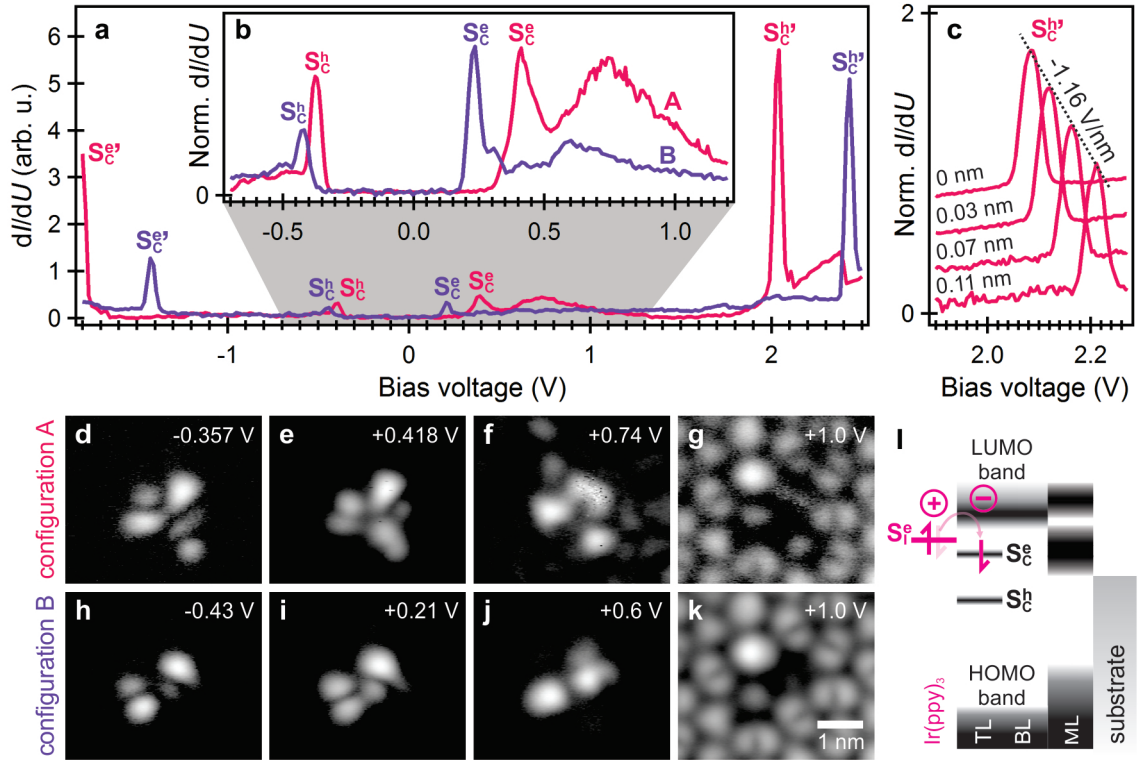 a
6
5
4
3
2
1
0
dI/dU (arb. u.)
S_C^e'
S_C^e'
S_C^h
S_C^h
S_C^e
S_C^e
S_C^h'
S_C^h'
-1
0
1
2
Bias voltage (V)
b
Norm. dI/dU
0
S_C^h
S_C^h
S_C^e
S_C^e
A
B
-0.5
0.0
0.5
1.0
c
2
0
Norm. dI/dU
S_C^h'
-1.16 V/nm
0 nm
0.03 nm
0.07 nm
0.11 nm
2.0
2.2
Bias voltage (V)
configuration A
d
-0.357 V
e
+0.418 V
f
+0.74 V
g
+1.0 V
configuration B
h
-0.43 V
i
+0.21 V
j
+0.6 V
k
+1.0 V
1 nm
l
LUMO
band
+
−
S_I^e
S_C^e
S_C^h
HOMO
band
Ir(ppy)₃
TL
BL
ML
substrate